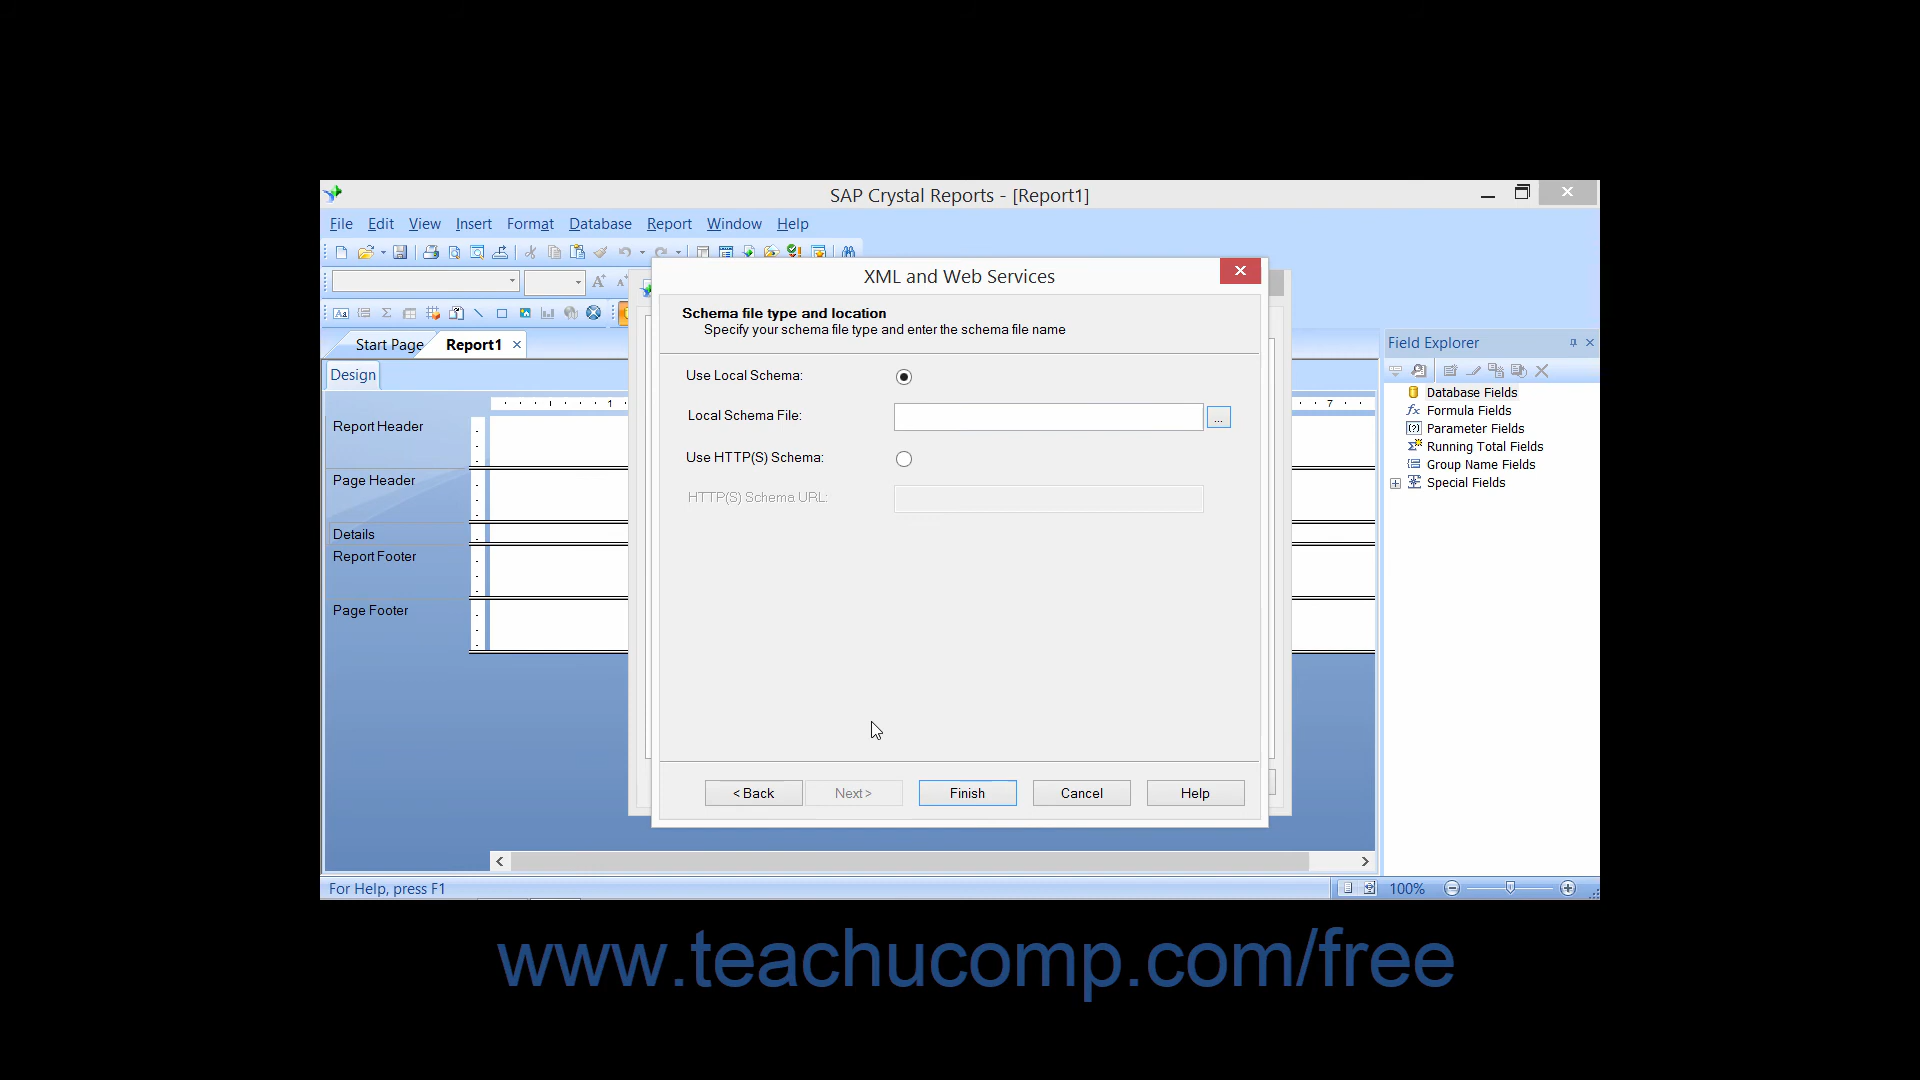 SAP Crystal Reports - [Report1]
File Edit View Insert Format Database Report Window Help
Start Page Report1
Design
1
7
Report Header
Page Header
Details
Report Footer
Page Footer
XML and Web Services
Schema file type and location
Specify your schema file type and enter the schema file name
Use Local Schema:
Local Schema File:
...
Use HTTP(S) Schema:
HTTP(S) Schema URL:
< Back Next > Finish Cancel Help
Field Explorer
Database Fields
Formula Fields
Parameter Fields
Running Total Fields
Group Name Fields
Special Fields
For Help, press F1
100%
www.teachucomp.com/free